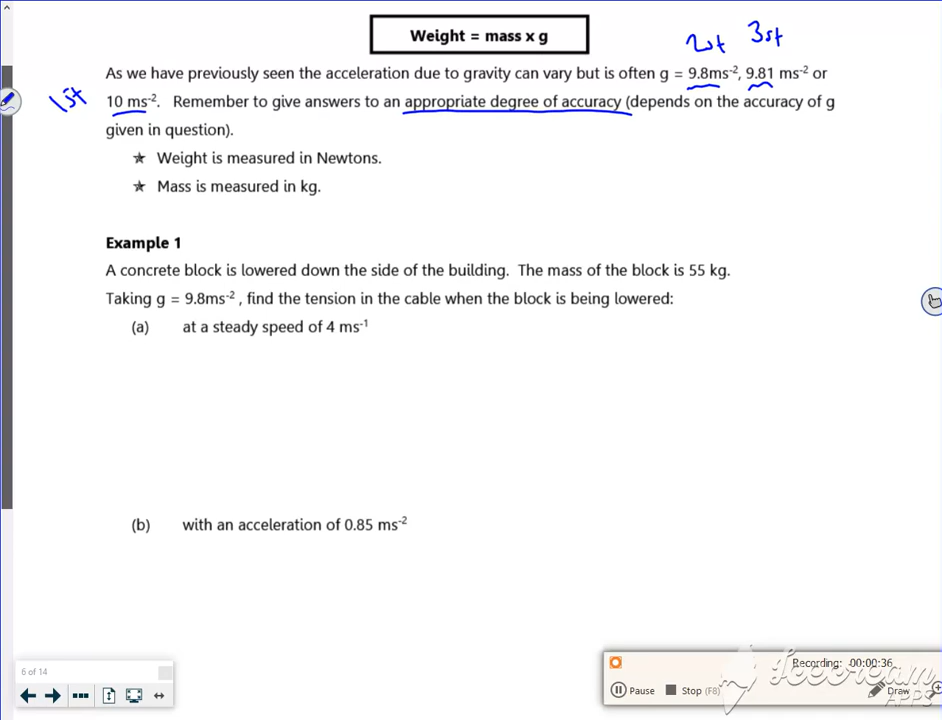 Weight = mass x g
2sf 3sf
As we have previously seen the acceleration due to gravity can vary but is often g = 9.8ms⁻², 9.81 ms⁻² or
1sf
10 ms⁻². Remember to give answers to an appropriate degree of accuracy (depends on the accuracy of g
given in question).
★ Weight is measured in Newtons.
★ Mass is measured in kg.
Example 1
A concrete block is lowered down the side of the building. The mass of the block is 55 kg.
Taking g = 9.8ms⁻² , find the tension in the cable when the block is being lowered:
(a) at a steady speed of 4 ms⁻¹
(b) with an acceleration of 0.85 ms⁻²
6 of 14
Recording: 00:00:36
Pause Stop (F8) Draw
Icecream
APPS